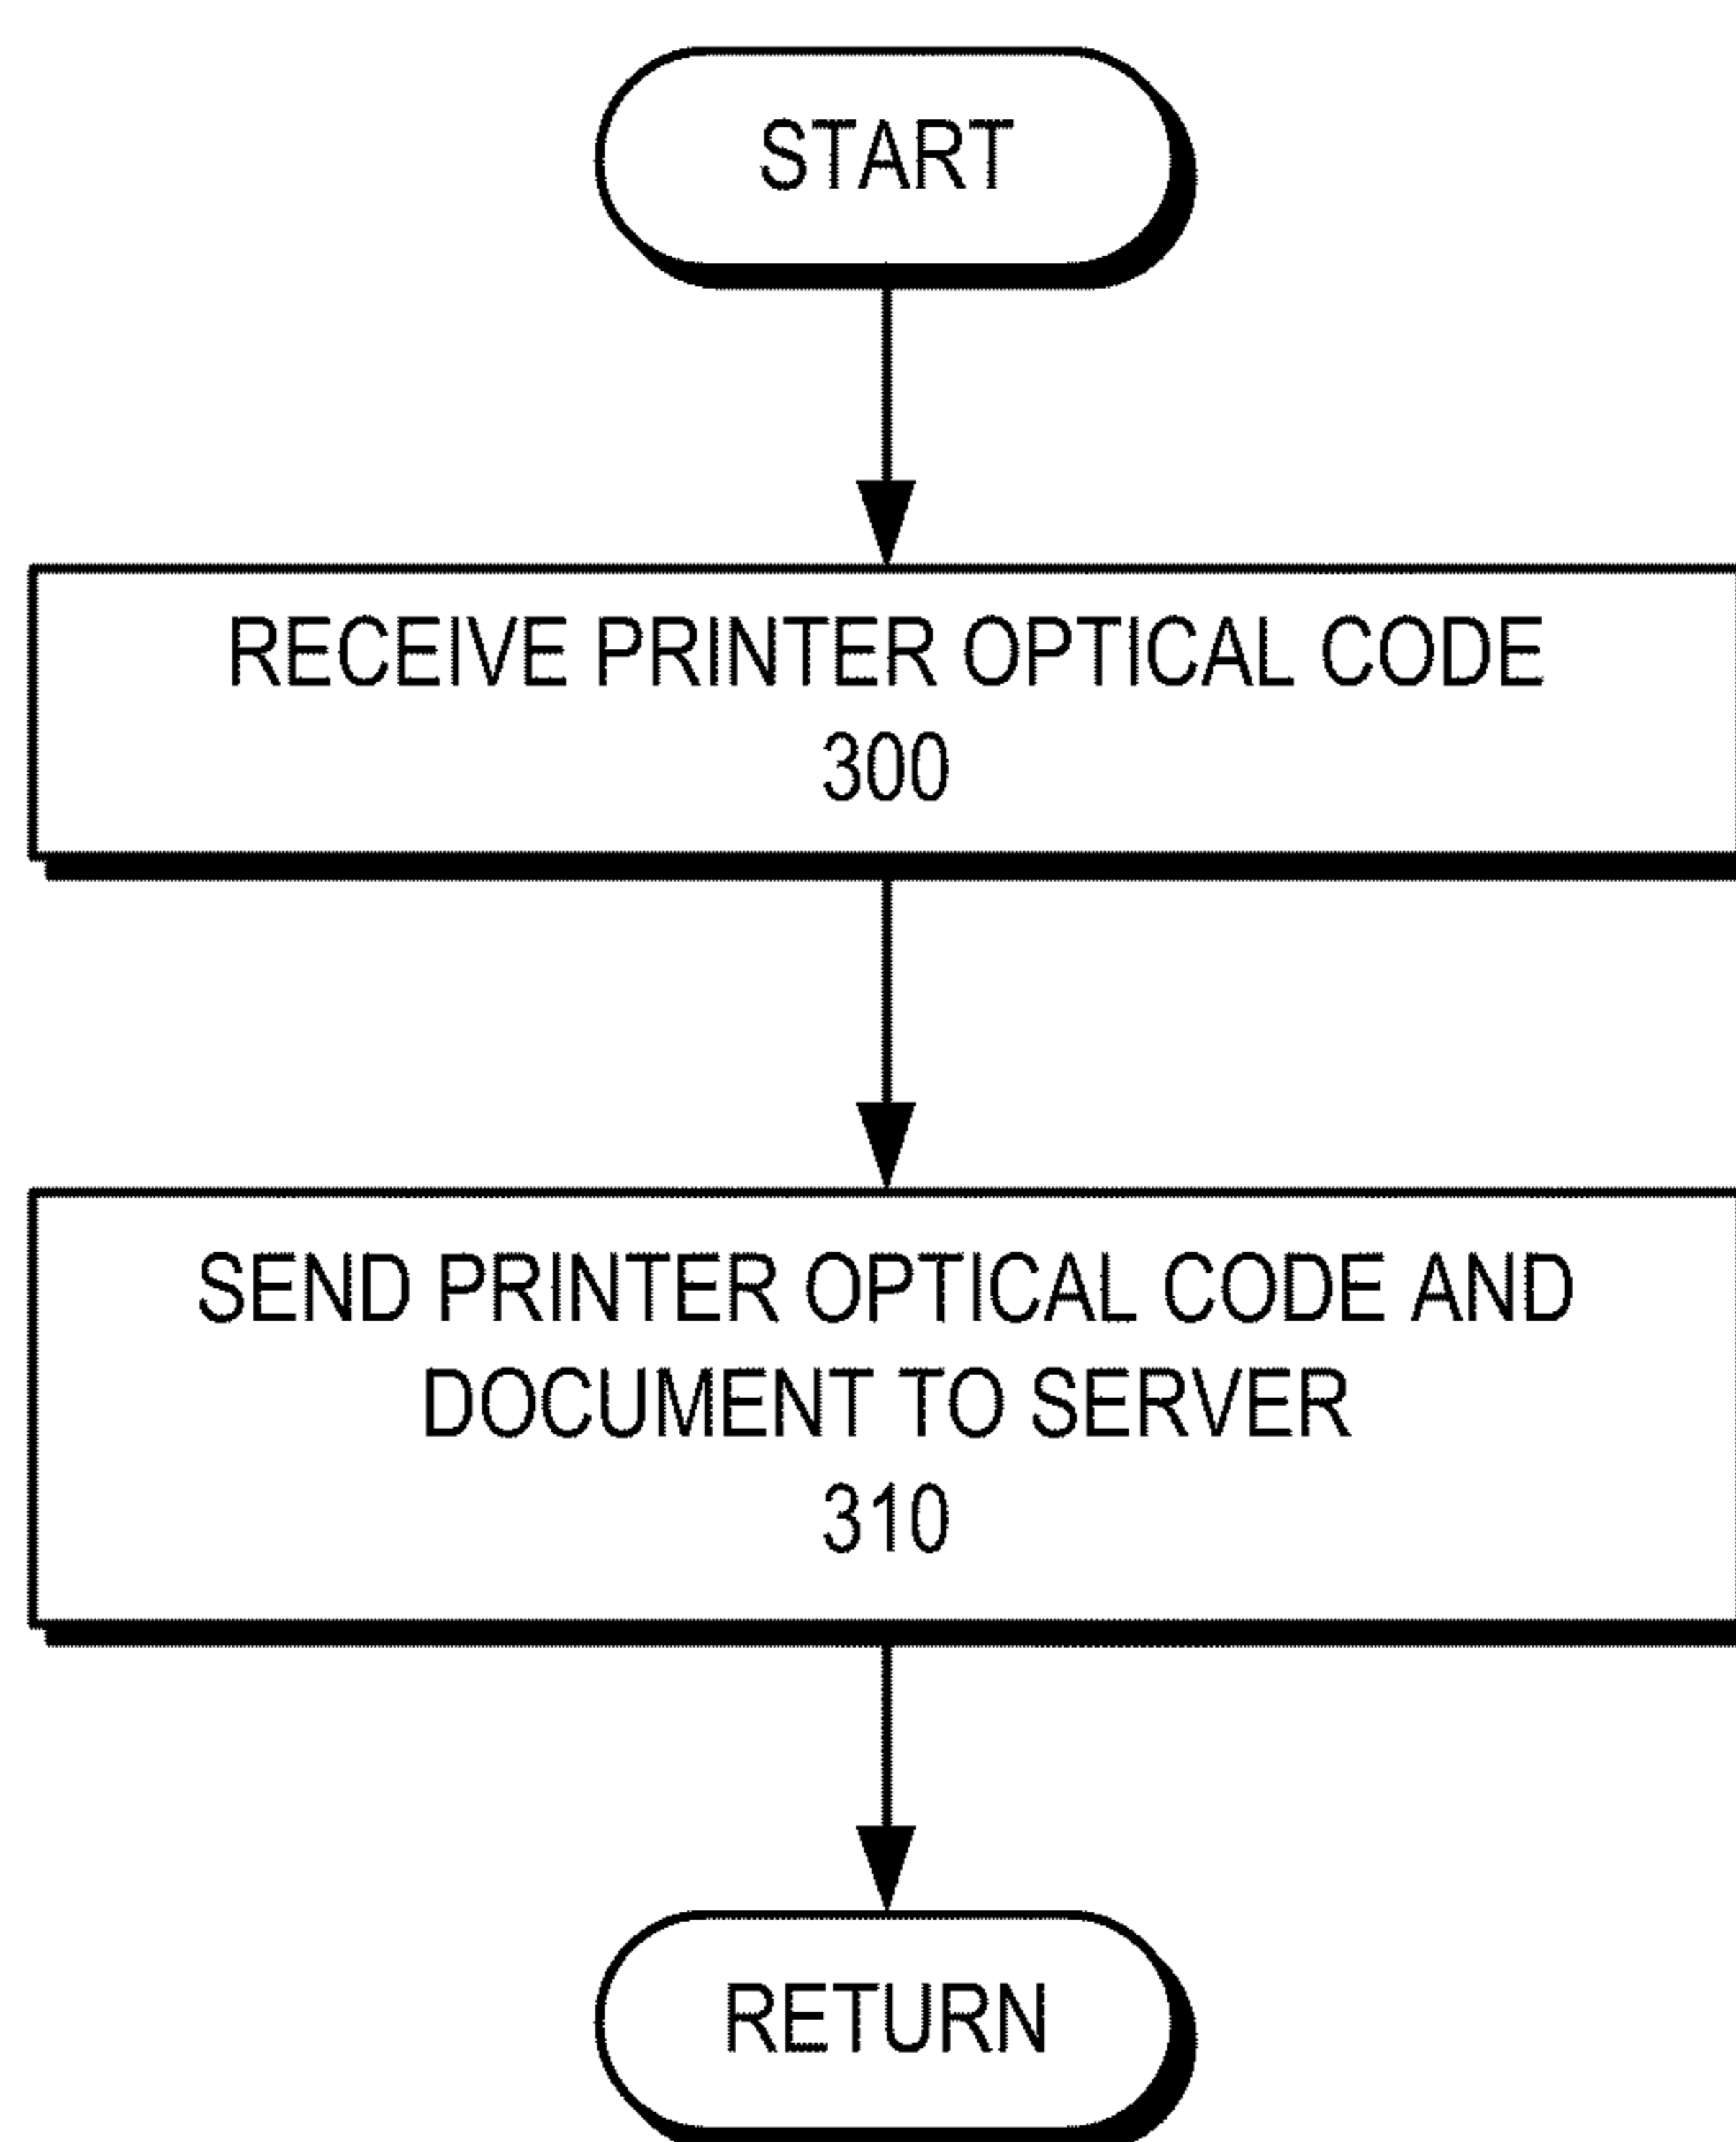 START
RECEIVE PRINTER OPTICAL CODE
300
SEND PRINTER OPTICAL CODE AND
DOCUMENT TO SERVER
310
RETURN